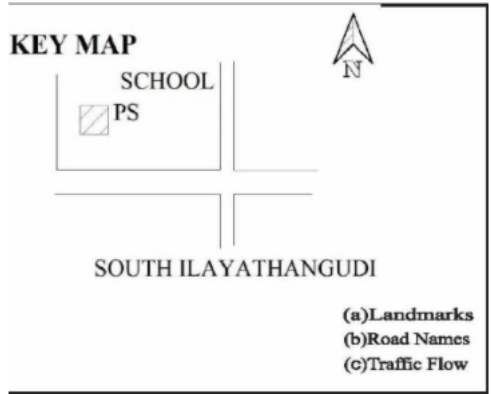 KEY MAP
N
SCHOOL
PS
SOUTH ILAYATHANGUDI
(a)Landmarks
(b)Road Names
(c)Traffic Flow